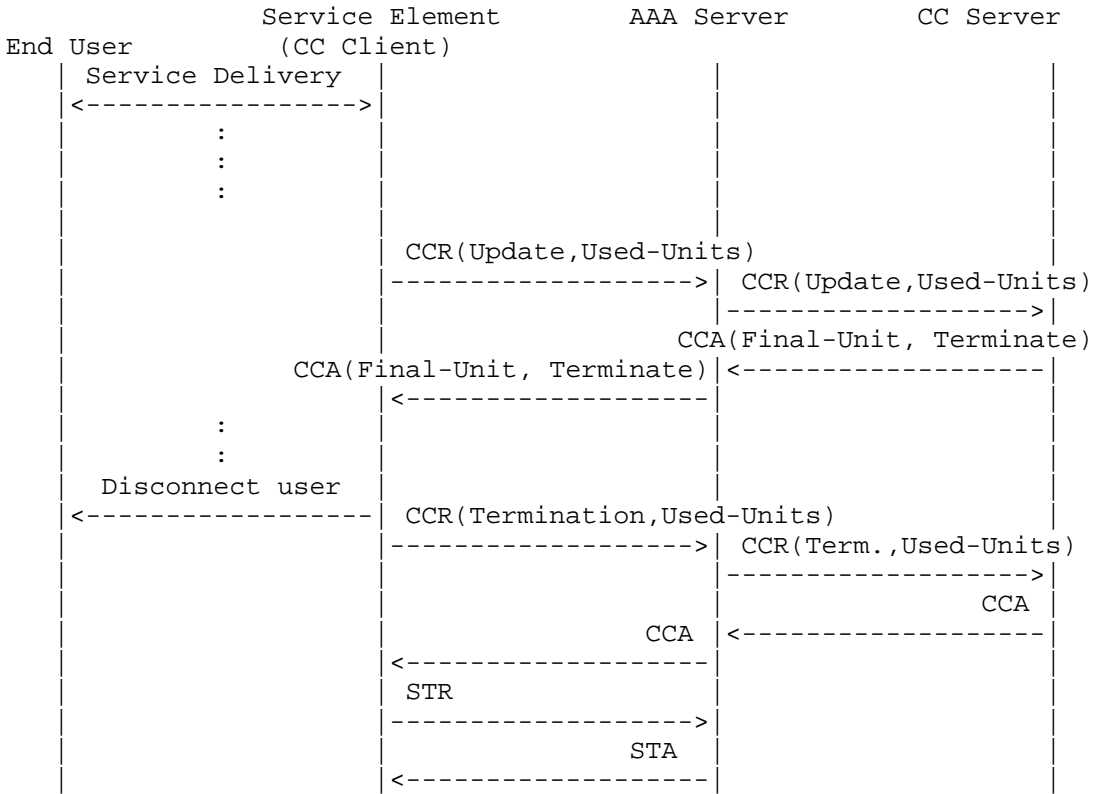 Service Element AAA Server CC Server
End User (CC Client)
Service Delivery
:
:
:
CCR(Update,Used-Units)
CCR(Update,Used-Units)
CCA(Final-Unit, Terminate)
CCA(Final-Unit, Terminate)
:
:
Disconnect user
CCR(Termination,Used-Units)
CCR(Term.,Used-Units)
CCA
CCA
STR
STA